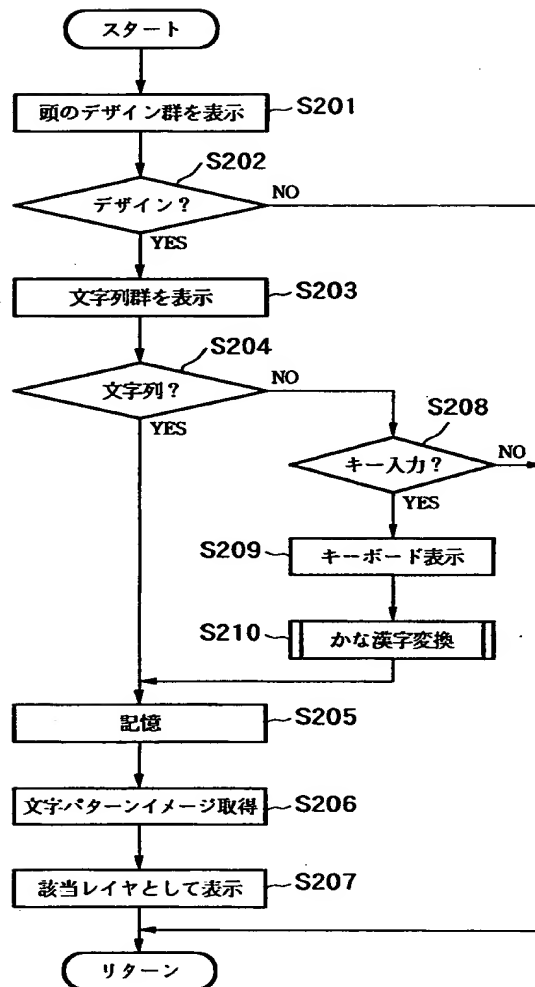 スタート
頭のデザイン群を表示
S201
S202
デザイン？
NO
YES
文字列群を表示
S203
S204
文字列？
NO
YES
S208
キー入力？
NO
YES
S209
キーボード表示
S210
かな漢字変換
記憶
S205
文字パターンイメージ取得
S206
該当レイヤとして表示
S207
リターン